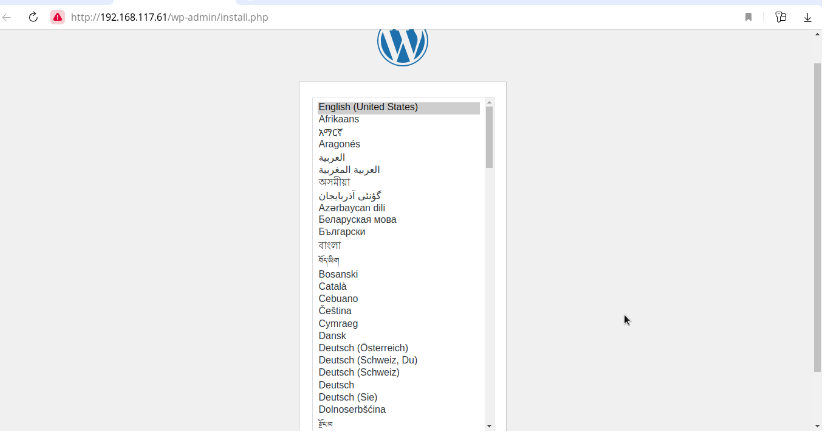 http://192.168.117.61/wp-admin/install.php
English (United States)
Afrikaans
አማርኛ
Aragonés
العربية
العربية المغربية
অসমীয়া
گؤنئی آذربایجان
Azərbaycan dili
Беларуская мова
Български
বাংলা
བོད་ཡིག
Bosanski
Català
Cebuano
Čeština
Cymraeg
Dansk
Deutsch (Österreich)
Deutsch (Schweiz, Du)
Deutsch (Schweiz)
Deutsch
Deutsch (Sie)
Dolnoserbšćina